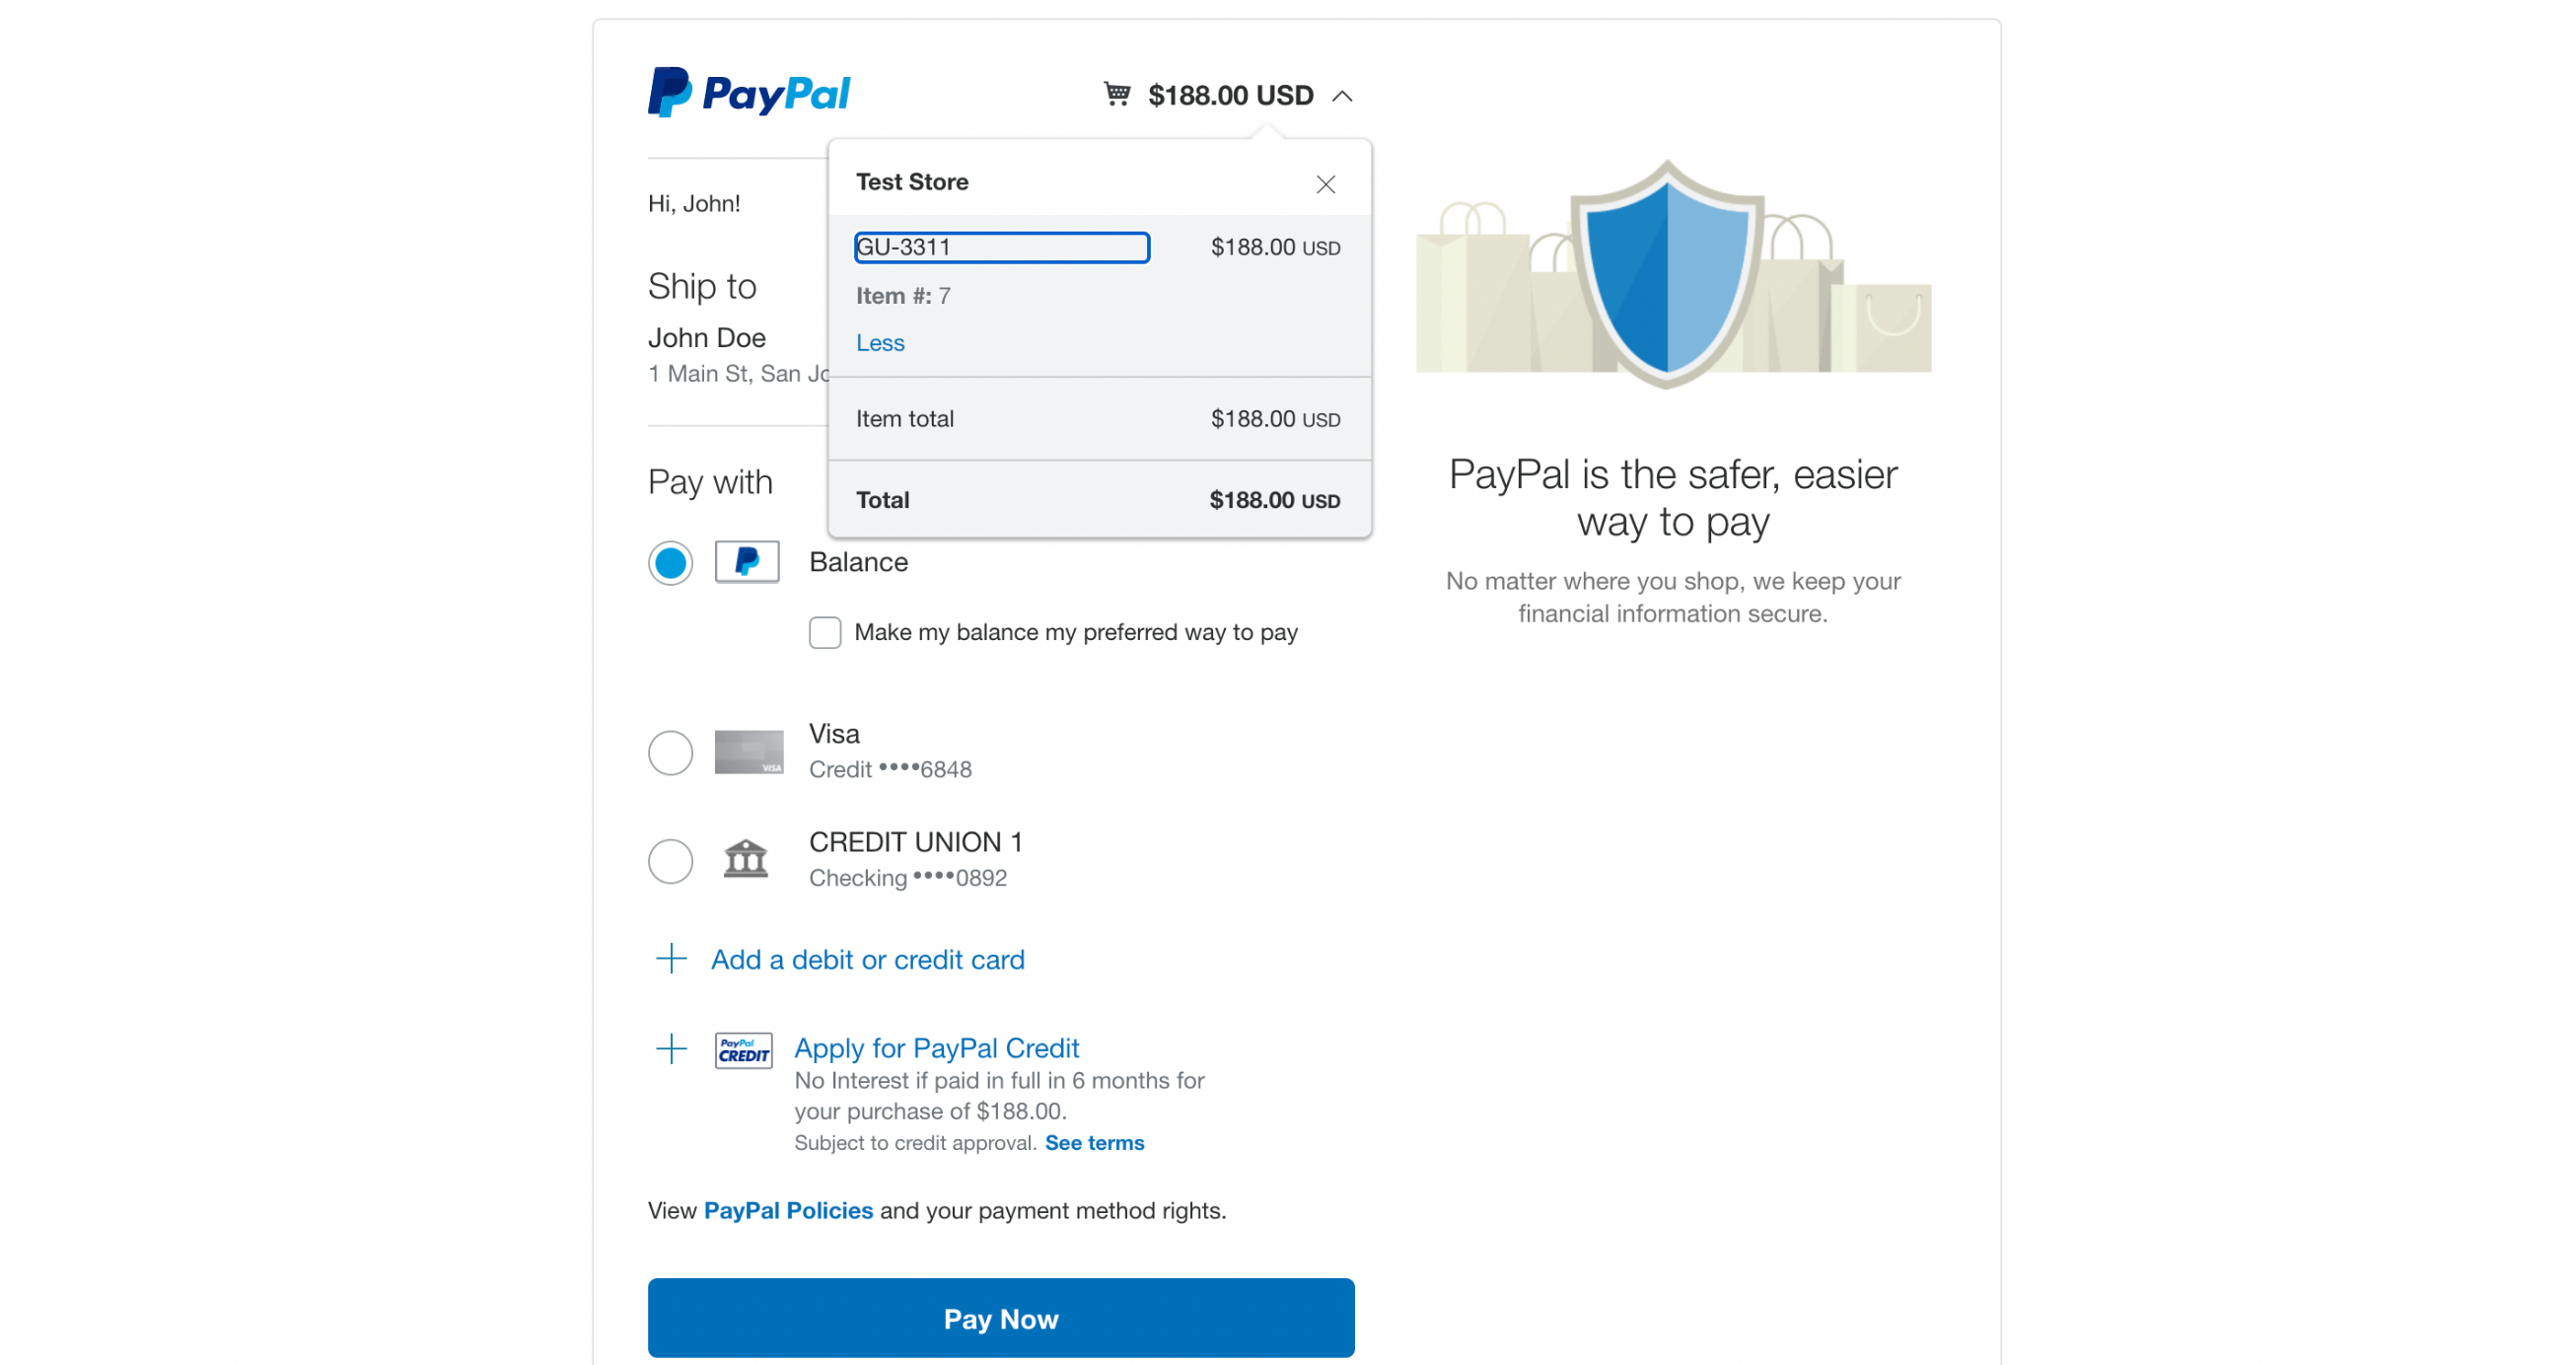 PayPal
$188.00 USD
Test Store
GU-3311 $188.00 USD
Item #: 7
Less
Item total $188.00 USD
Total $188.00 USD
Hi, John!
Ship to
John Doe
1 Main St, San Jo
Pay with
Balance
Make my balance my preferred way to pay
VISA
Visa
Credit ••••6848
CREDIT UNION 1
Checking ••••0892
Add a debit or credit card
PayPal
CREDIT
Apply for PayPal Credit
No Interest if paid in full in 6 months for
your purchase of $188.00.
Subject to credit approval. See terms
View PayPal Policies and your payment method rights.
Pay Now
PayPal is the safer, easier
way to pay
No matter where you shop, we keep your
financial information secure.